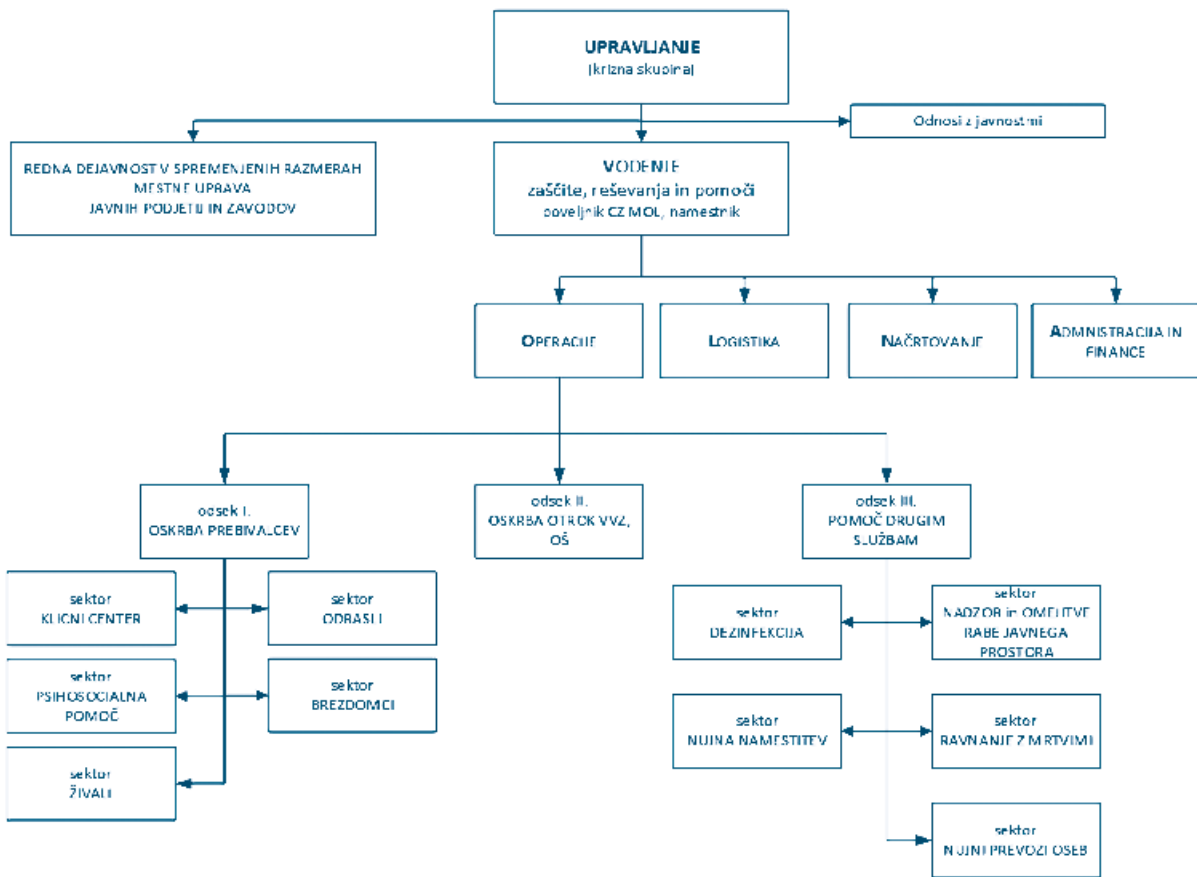 UPRAVLJANJE
(krizna skupina)
Odnosi z javnostmi
REDNA DEJAVNOST V SPREMENJENIH RAZMERAH
MESTNE UPRAVA
JAVNIH PODJETIJ IN ZAVODOV
VODENJE
zaščite, reševanja in pomoči
poveljnik CZ MOL, namestnik
OPERACIJE
LOGISTIKA
NAČRTOVANJE
ADMINISTRACIJA IN
FINANCE
odsek I.
OSKRBA PREBIVALCEV
odsek II.
OSKRBA OTROK VVZ,
OŠ
odsek III.
POMOČ DRUGIM
SLUŽBAM
sektor
KLICNI CENTER
sektor
ODRASLI
sektor
DEZINFEKCIJA
sektor
NADZOR in OMEJITVE
RABE JAVNEGA
PROSTORA
sektor
PSIHOSOCIALNA
POMOČ
sektor
BREZDOMCI
sektor
NUJNA NAMESTITEV
sektor
RAVNANJE Z MRTVIMI
sektor
ŽIVALI
sektor
NUJNI PREVOZI OSEB